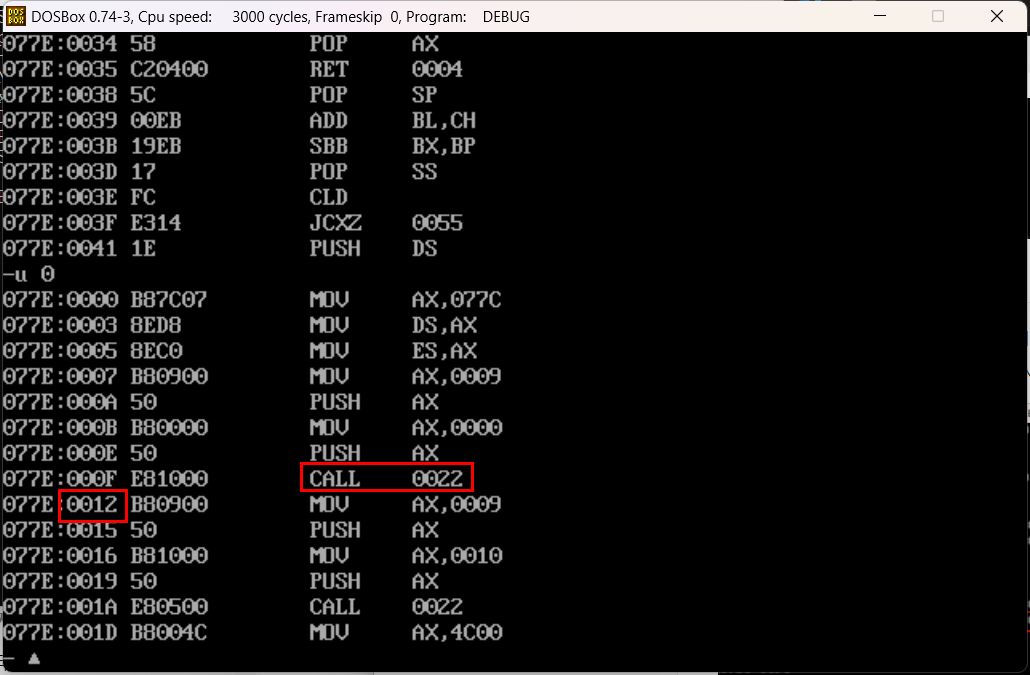 DOSBox 0.74-3, Cpu speed: 3000 cycles, Frameskip 0, Program: DEBUG
077E:0034 58 POP AX
077E:0035 C20400 RET 0004
077E:0038 5C POP SP
077E:0039 00EB ADD BL,CH
077E:003B 19EB SBB BX,BP
077E:003D 17 POP SS
077E:003E FC CLD
077E:003F E314 JCXZ 0055
077E:0041 1E PUSH DS
-u 0
077E:0000 B87C07 MOV AX,077C
077E:0003 8ED8 MOV DS,AX
077E:0005 8EC0 MOV ES,AX
077E:0007 B80900 MOV AX,0009
077E:000A 50 PUSH AX
077E:000B B80000 MOV AX,0000
077E:000E 50 PUSH AX
077E:000F E81000 CALL 0022
077E:0012 B80900 MOV AX,0009
077E:0015 50 PUSH AX
077E:0016 B81000 MOV AX,0010
077E:0019 50 PUSH AX
077E:001A E80500 CALL 0022
077E:001D B8004C MOV AX,4C00
-